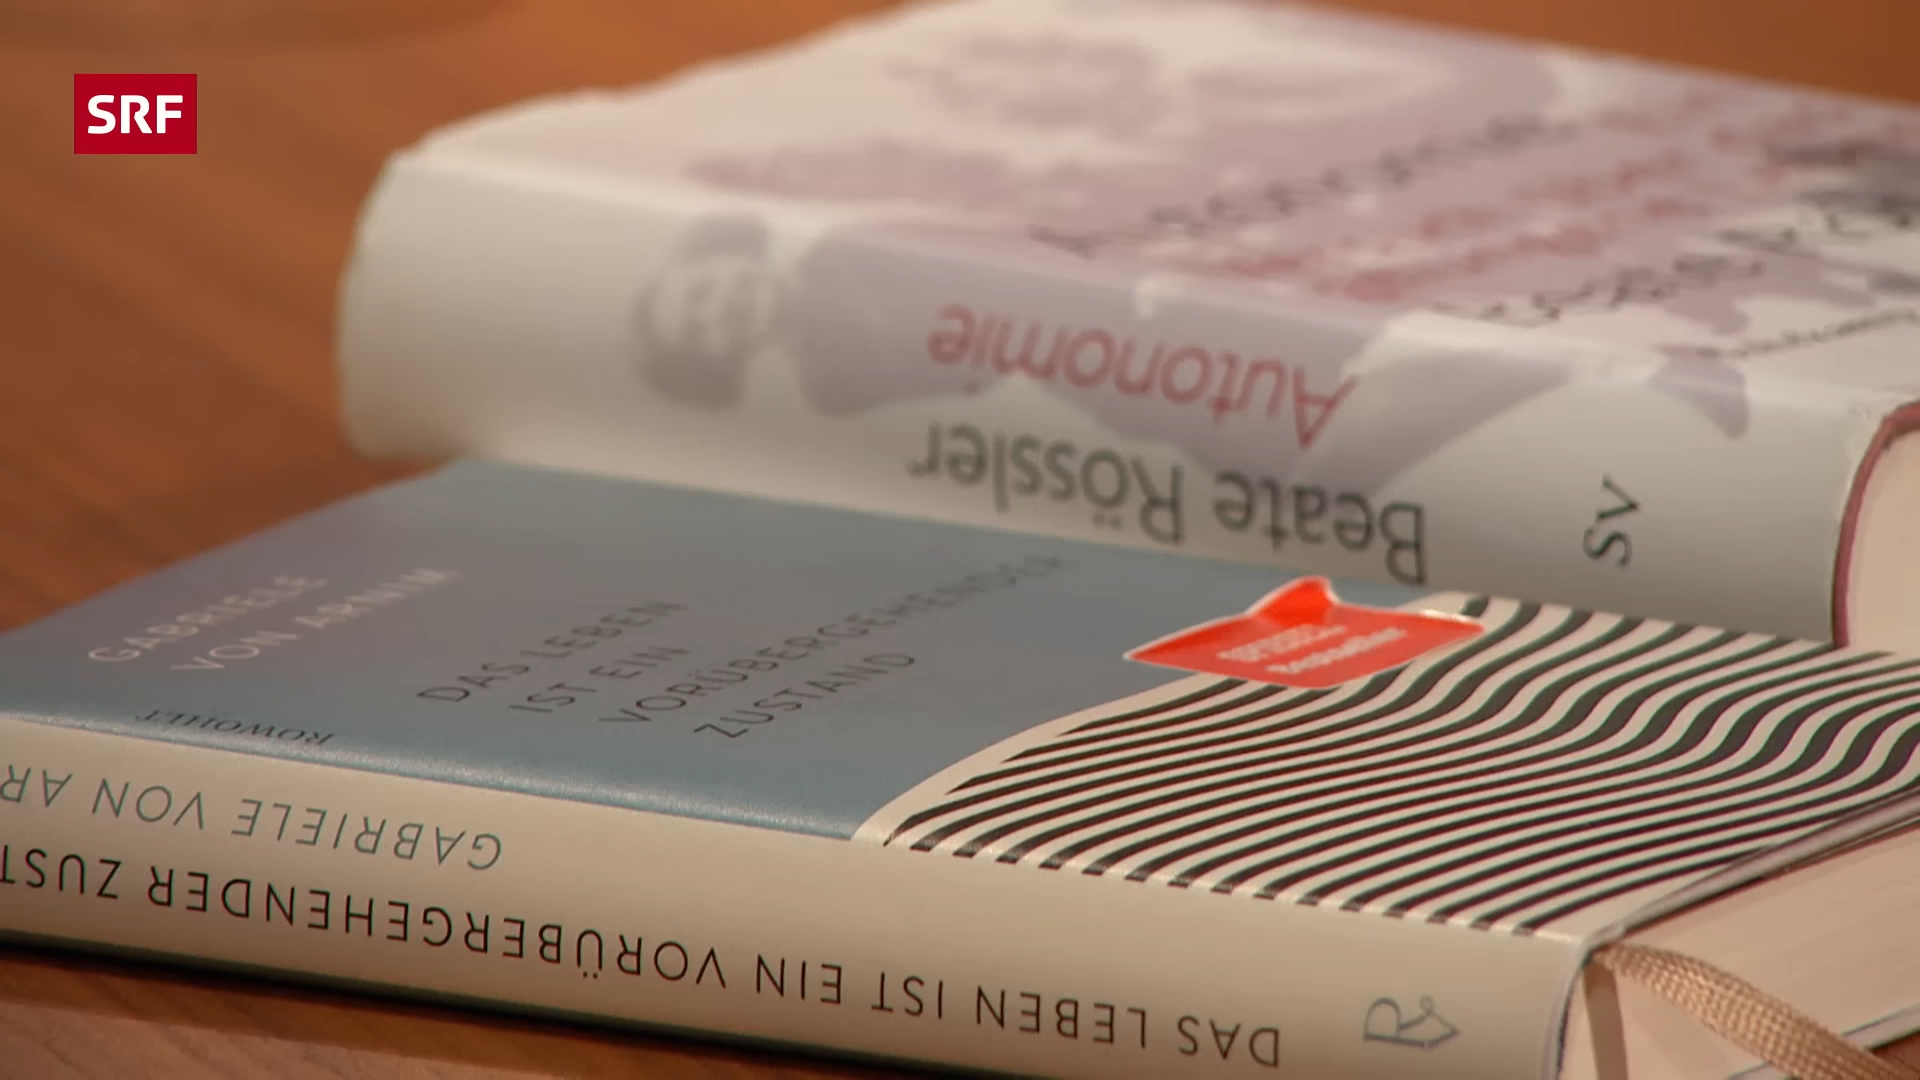 SRF
Autonomie
Beate Rössler
SV
GABRIELE
VON ARNIM
DAS LEBEN
IST EIN
VORÜBERGEHENDER
ZUSTAND
Bestseller
ROWOHLT
GABRIELE VON AR
DAS LEBEN IST EIN VORÜBERGEHENDER ZUST
R